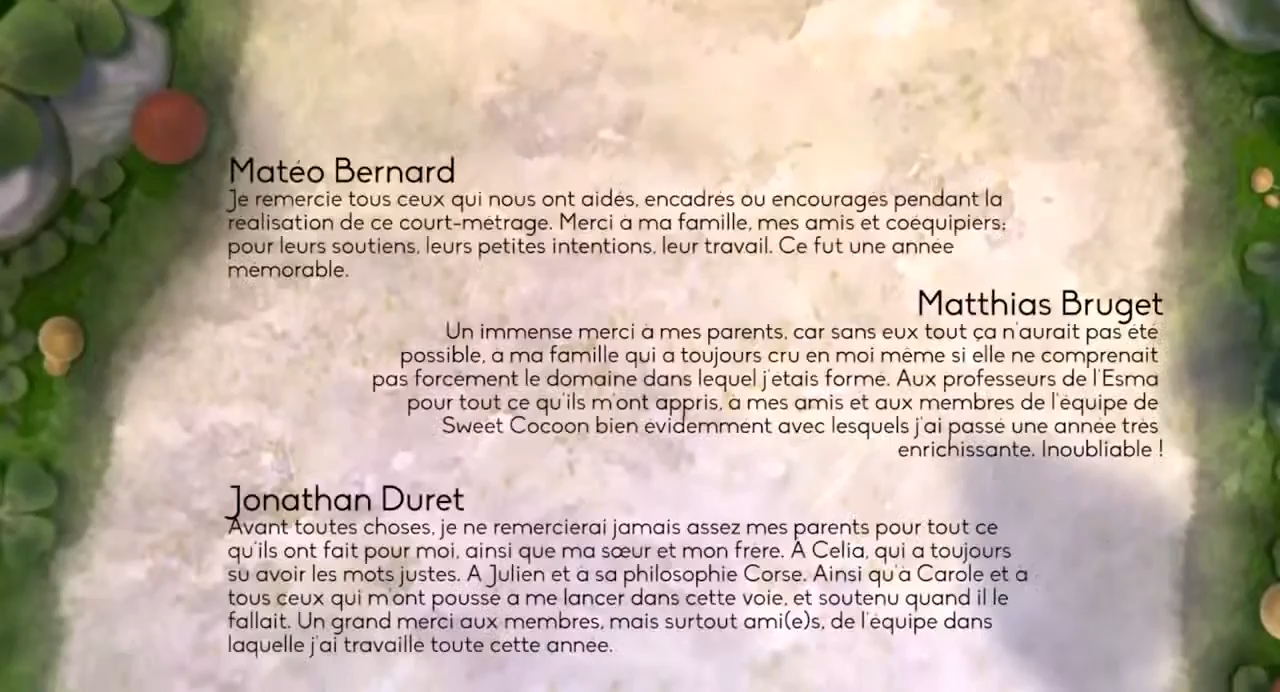 Matéo Bernard
Je remercie tous ceux qui nous ont aidés, encadrés ou encouragés pendant la
réalisation de ce court-métrage. Merci à ma famille, mes amis et coéquipiers;
pour leurs soutiens, leurs petites intentions, leur travail. Ce fut une année
mémorable.
Matthias Bruget
Un immense merci à mes parents, car sans eux tout ça n'aurait pas été
possible, à ma famille qui a toujours cru en moi même si elle ne comprenait
pas forcément le domaine dans lequel j'étais formé. Aux professeurs de l'Esma
pour tout ce qu'ils m'ont appris, à mes amis et aux membres de l'équipe de
Sweet Cocoon bien évidemment avec lesquels j'ai passé une année très
enrichissante. Inoubliable !
Jonathan Duret
Avant toutes choses, je ne remercierai jamais assez mes parents pour tout ce
qu'ils ont fait pour moi, ainsi que ma sœur et mon frère. À Celia, qui a toujours
su avoir les mots justes. A Julien et à sa philosophie Corse. Ainsi qu'à Carole et à
tous ceux qui m'ont poussé à me lancer dans cette voie, et soutenu quand il le
fallait. Un grand merci aux membres, mais surtout ami(e)s, de l'équipe dans
laquelle j'ai travaillé toute cette année.